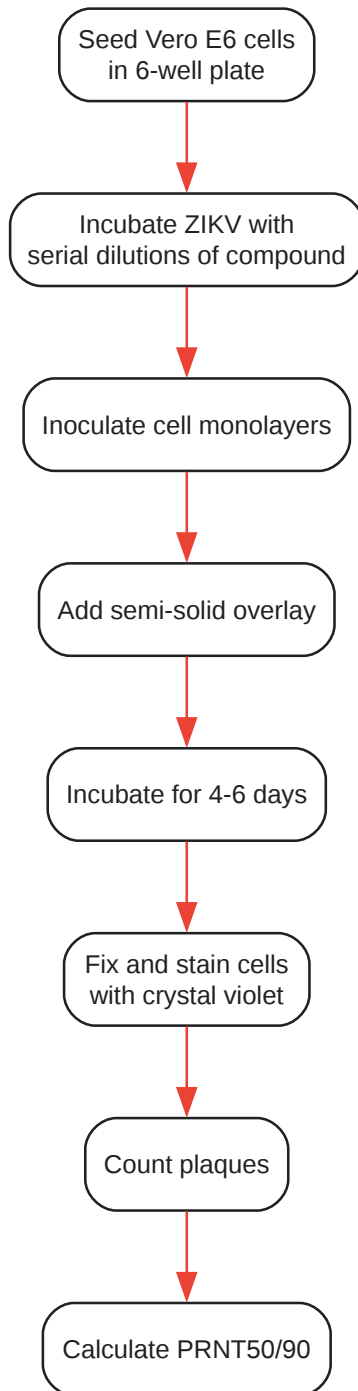 Seed Vero E6 cells
in 6-well plate
Incubate ZIKV with
serial dilutions of compound
Inoculate cell monolayers
Add semi-solid overlay
Incubate for 4-6 days
Fix and stain cells
with crystal violet
Count plaques
Calculate PRNT50/90